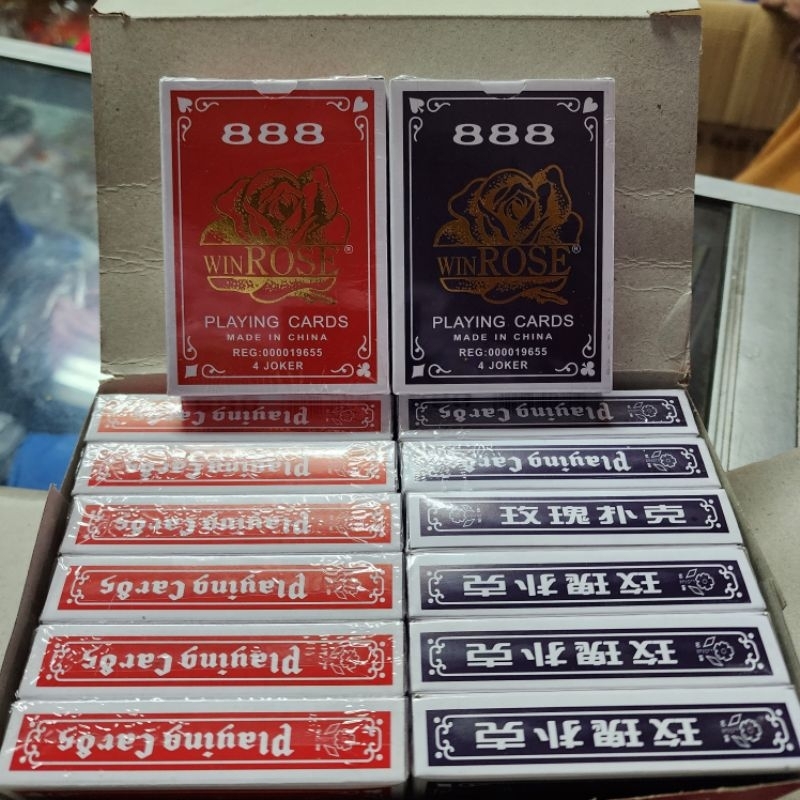 888
WIN ROSE®
PLAYING CARDS
MADE IN CHINA
REG:000019655
4 JOKER
888
WIN ROSE®
PLAYING CARDS
MADE IN CHINA
REG:000019655
4 JOKER
Playing Cards
Playing Cards
Playing Cards
Playing Cards
Playing Cards
玫瑰扑克
Playing Cards
玫瑰扑克
Playing Cards
玫瑰扑克
Playing Cards
玫瑰扑克